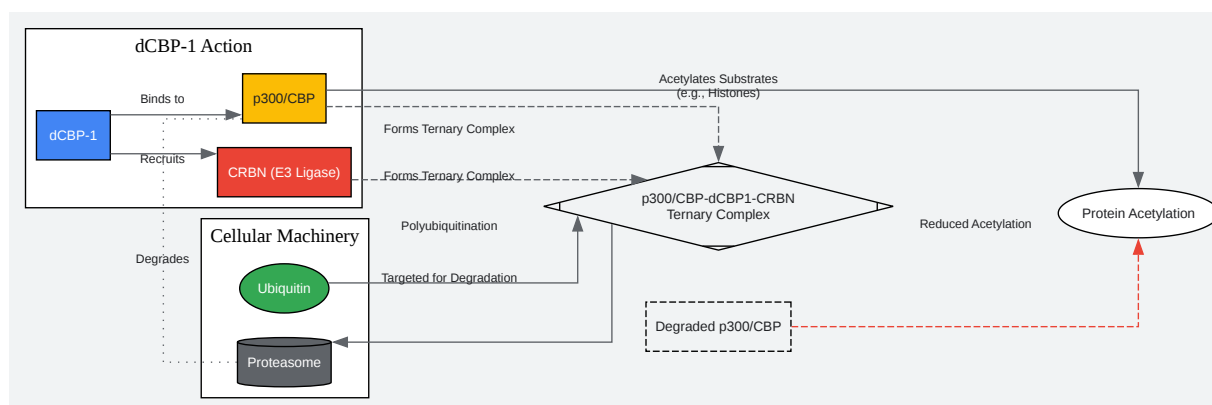 dCBP-1 Action
Acetylates Substrates
(e.g., Histones)
Binds to
p300/CBP
dCBP-1
Forms Ternary Complex
Recruits
CRBN (E3 Ligase)
Forms Ternary Complex
p300/CBP-dCBP1-CRBN
Ternary Complex
Protein Acetylation
Polyubiquitination
Reduced Acetylation
Cellular Machinery
Degrades
Ubiquitin
Targeted for Degradation
Degraded p300/CBP
Proteasome